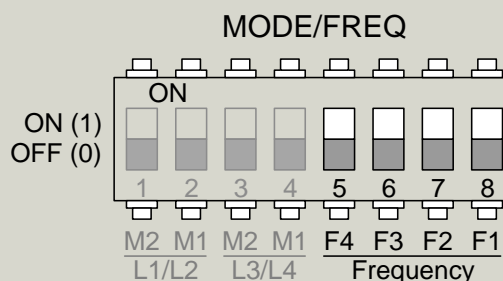 MODE/FREQ
ON
ON (1)
OFF (0)
1 2 3 4 5 6 7 8
M2 M1 M2 M1 F4 F3 F2 F1
L1/L2 L3/L4 Frequency